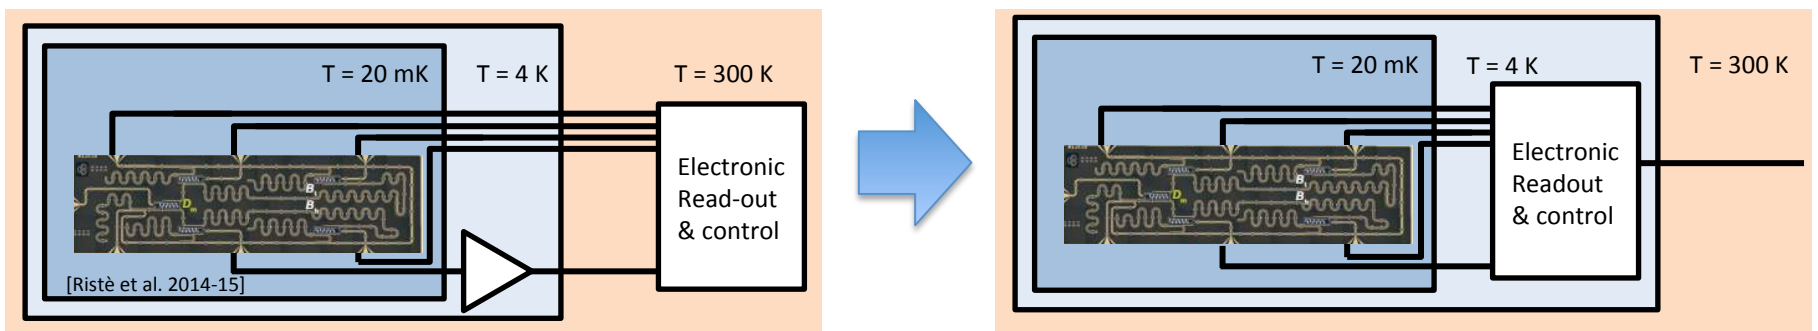 T = 20 mK
T = 4 K
T = 300 K
Electronic
Read-out
& control
[Ristè et al. 2014-15]
T = 20 mK
T = 4 K
T = 300 K
Electronic
Readout
& control